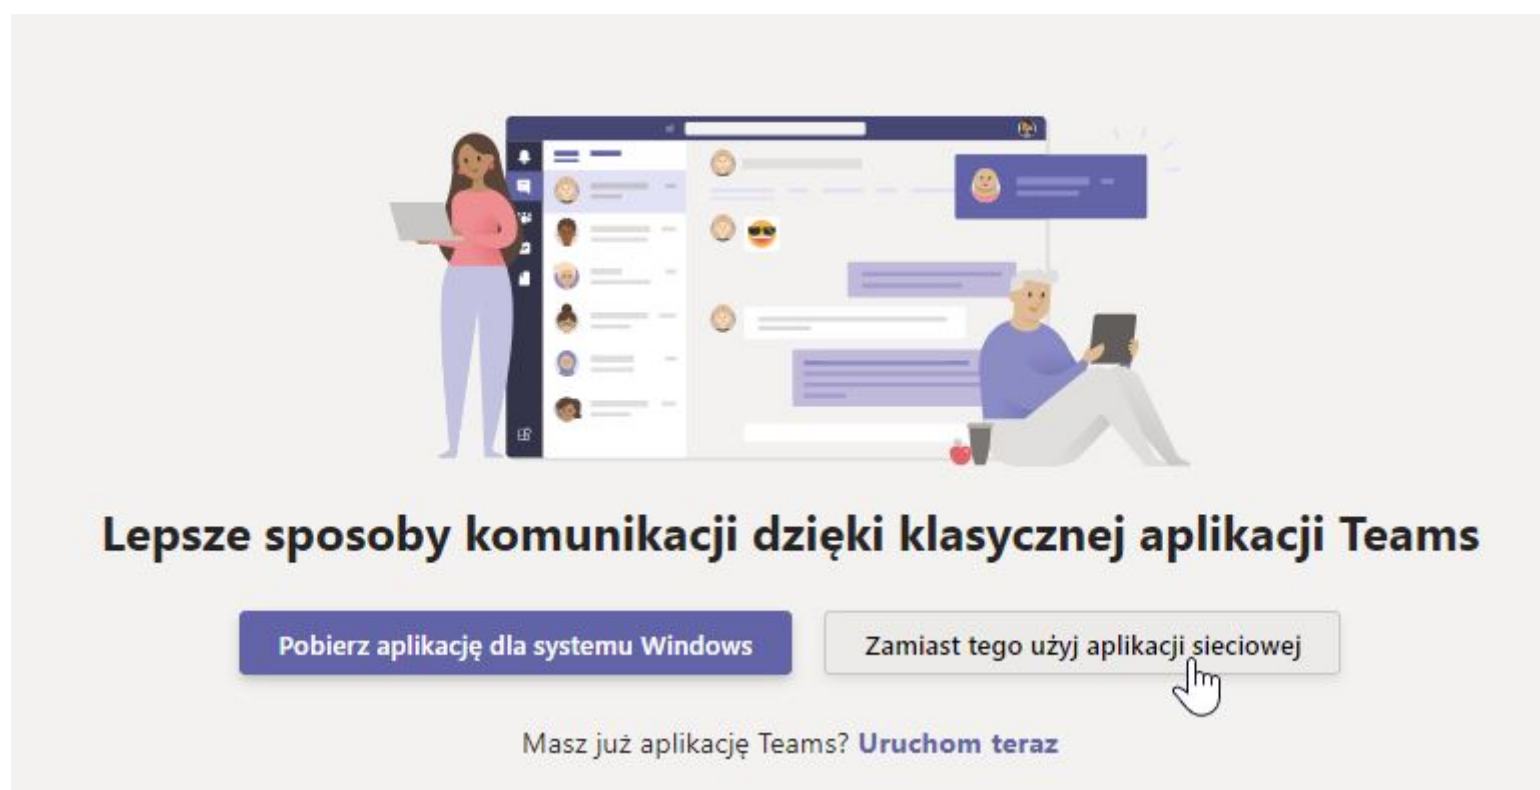 Lepsze sposoby komunikacji dzięki klasycznej aplikacji Teams
Pobierz aplikację dla systemu Windows
Zamiast tego użyj aplikacji sieciowej
Masz już aplikację Teams? Uruchom teraz